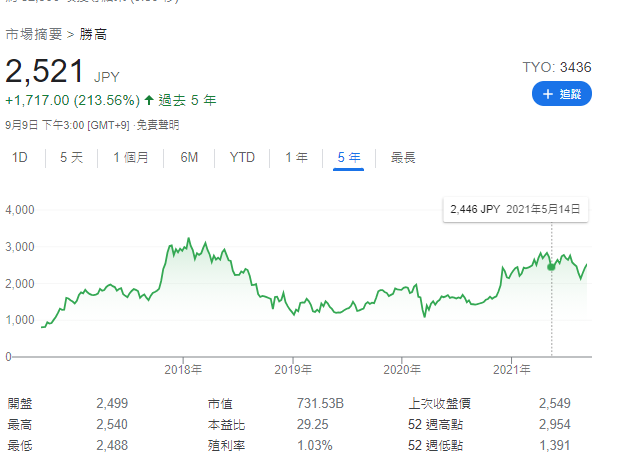 市場摘要 > 勝高
2,521 JPY
TYO: 3436
+1,717.00 (213.56%) 過去 5 年
追蹤
9月9日 下午3:00 [GMT+9] ·免責聲明
1D 5 天 1 個月 6M YTD 1 年 5 年 最長
2,446 JPY 2021年5月14日
4,000
3,000
2,000
1,000
0
2018年 2019年 2020年 2021年
開盤 2,499 市值 731.53B 上次收盤價 2,549
最高 2,540 本益比 29.25 52 週高點 2,954
最低 2,488 殖利率 1.03% 52 週低點 1,391